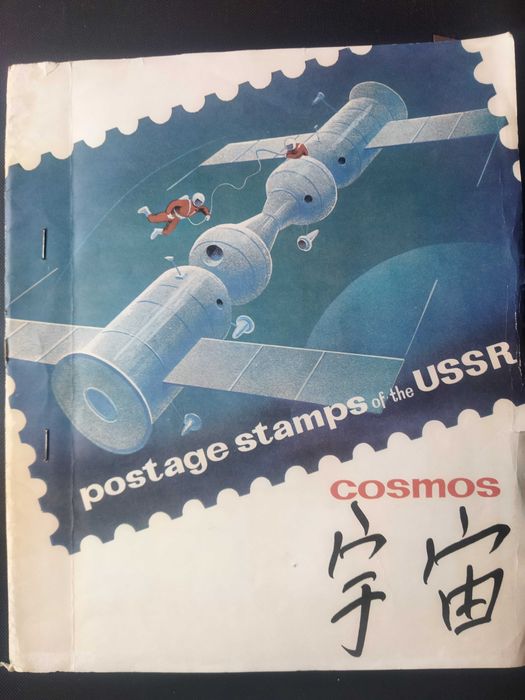 postage stamps of the USSR
cosmos
宇宙